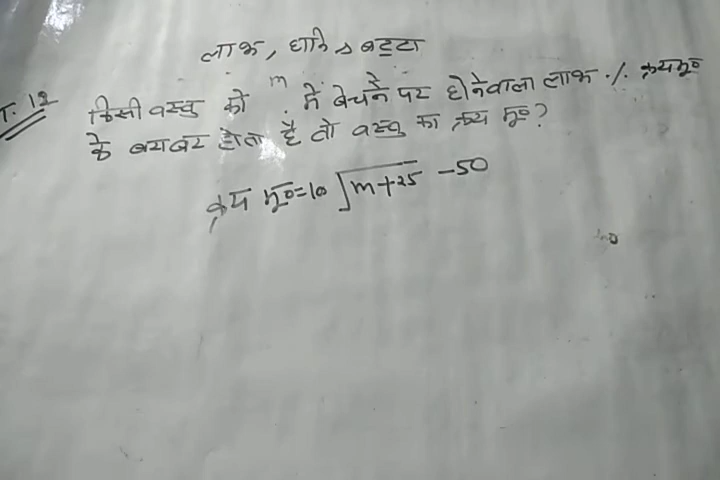 लाभ, हानि, बट्टा
T. 12
किसी वस्तु को m में बेचने पर होनेवाला लाभ ./. क्रयमू०
के बराबर होता है तो वस्तु का क्रय मू०?
क्रय मू०=10 √m+25 -50